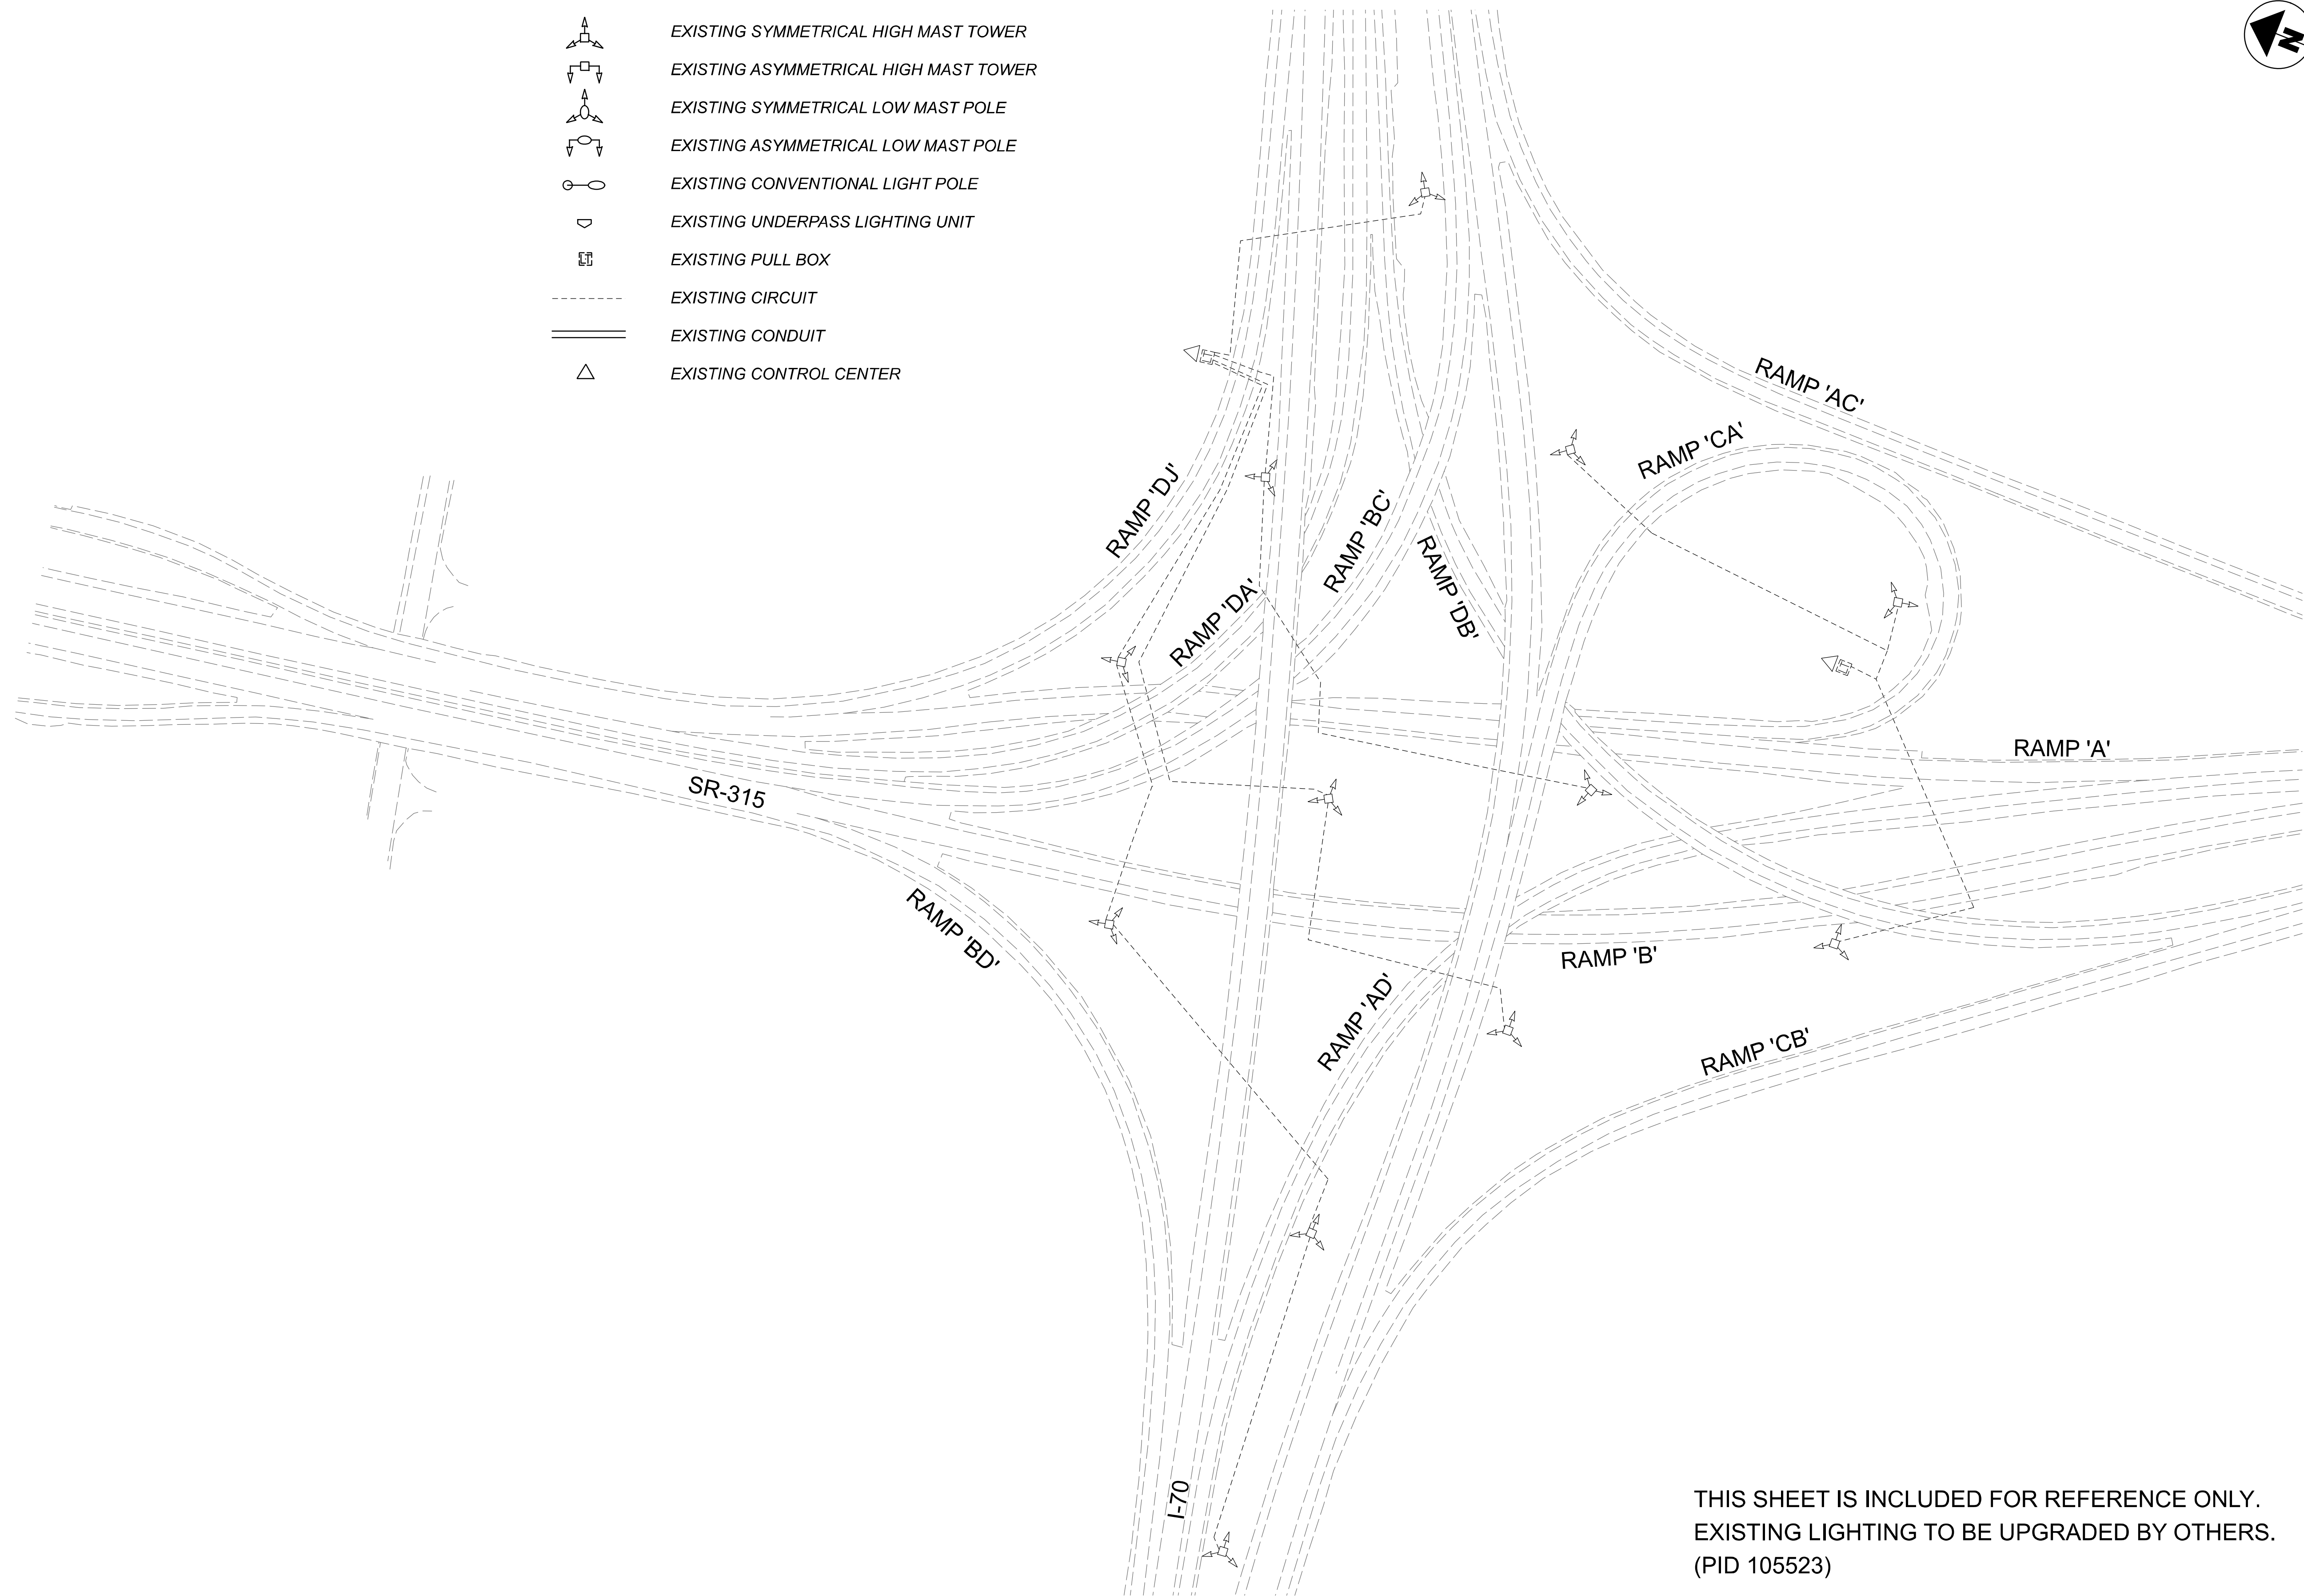 EXISTING SYMMETRICAL HIGH MAST TOWER
EXISTING ASYMMETRICAL HIGH MAST TOWER
EXISTING SYMMETRICAL LOW MAST POLE
EXISTING ASYMMETRICAL LOW MAST POLE
EXISTING CONVENTIONAL LIGHT POLE
EXISTING UNDERPASS LIGHTING UNIT
LT
EXISTING PULL BOX
EXISTING CIRCUIT
EXISTING CONDUIT
EXISTING CONTROL CENTER
N
RAMP 'AC'
RAMP 'CA'
RAMP 'DJ'
RAMP 'BC'
RAMP 'DB'
RAMP 'DA'
RAMP 'A'
SR-315
RAMP 'BD'
RAMP 'B'
RAMP 'AD'
RAMP 'CB'
I-70
THIS SHEET IS INCLUDED FOR REFERENCE ONLY.
EXISTING LIGHTING TO BE UPGRADED BY OTHERS.
(PID 105523)